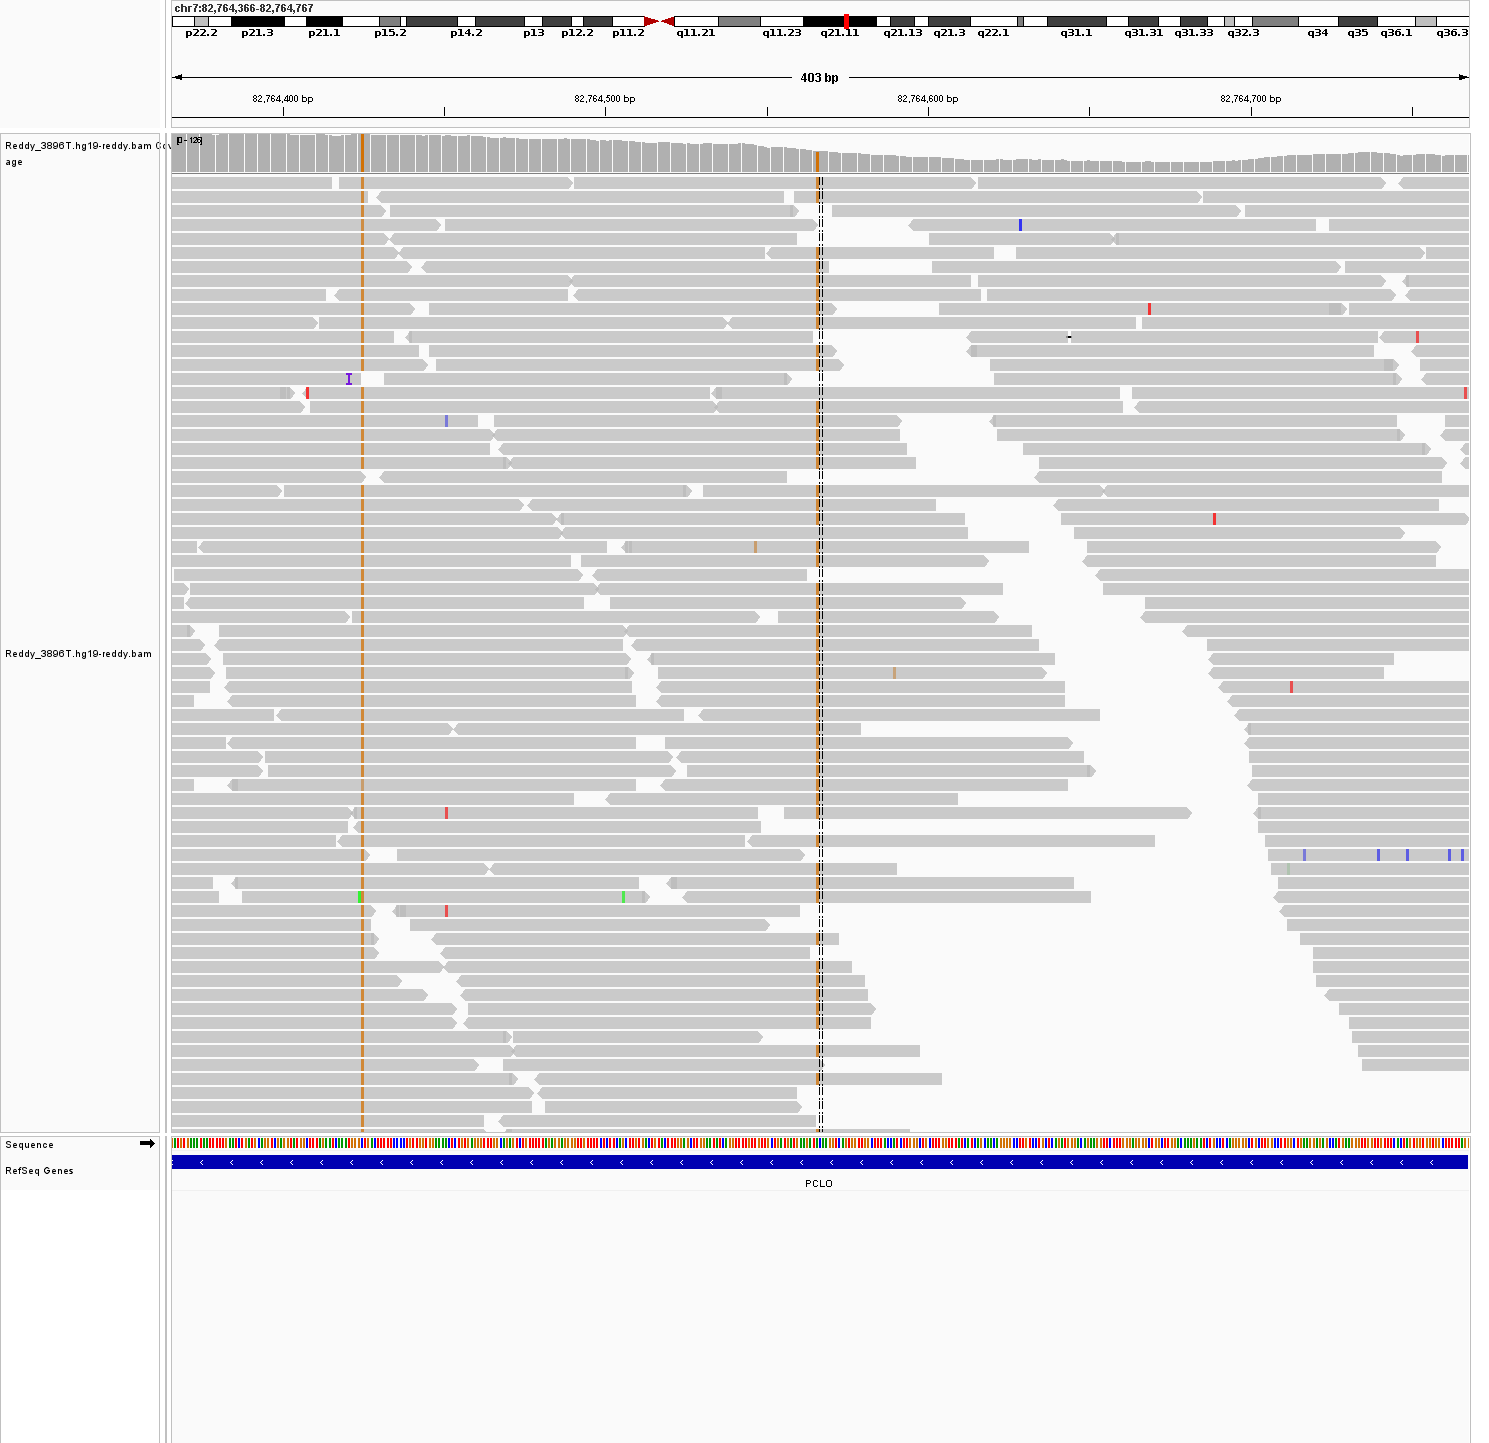 chr7:82,764,366-82,764,767
p22.2 p21.3 p21.1 p15.2 p14.2 p13 p12.2 p11.2 q11.21 q11.23 q21.11 q21.13 q21.3 q22.1 q31.1 q31.31 q31.33 q32.3 q34 q35 q36.1 q36.3
403 bp
82,764,400 bp 82,764,500 bp 82,764,600 bp 82,764,700 bp
[0 - 126]
Reddy_3896T.hg19-reddy.bam Cov
age
Reddy_3896T.hg19-reddy.bam
Sequence
RefSeq Genes
PCLO